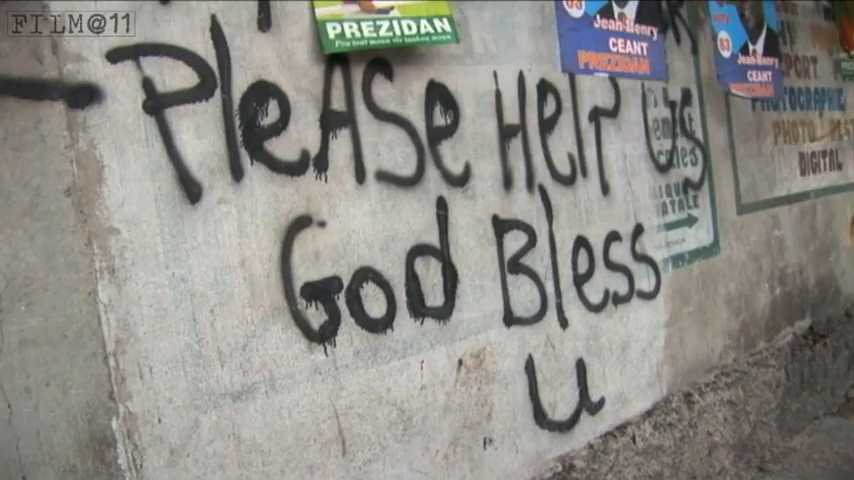 FILM@11
PREZIDAN
Jean-Henry
CEANT
PREZIDAN
Jean-Henry
CEANT
Please Help us
God Bless
u
PHOTOGRAPHIE
DIGITAL